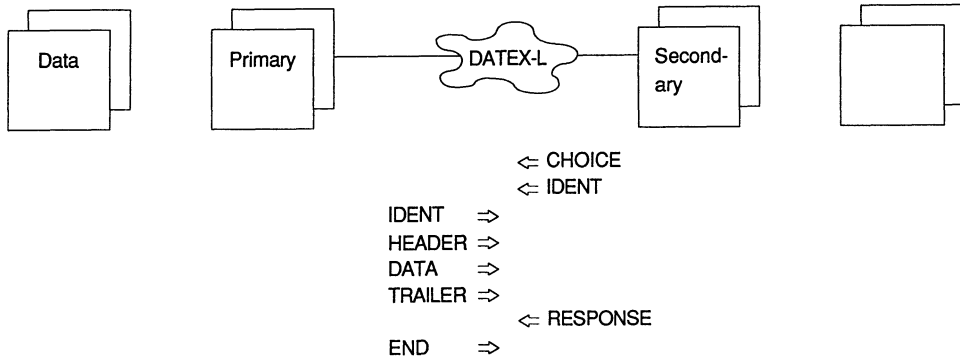 Data
Primary
DATEX-L
Second-
ary
⇐ CHOICE
⇐ IDENT
IDENT ⇒
HEADER ⇒
DATA ⇒
TRAILER ⇒
⇐ RESPONSE
END ⇒